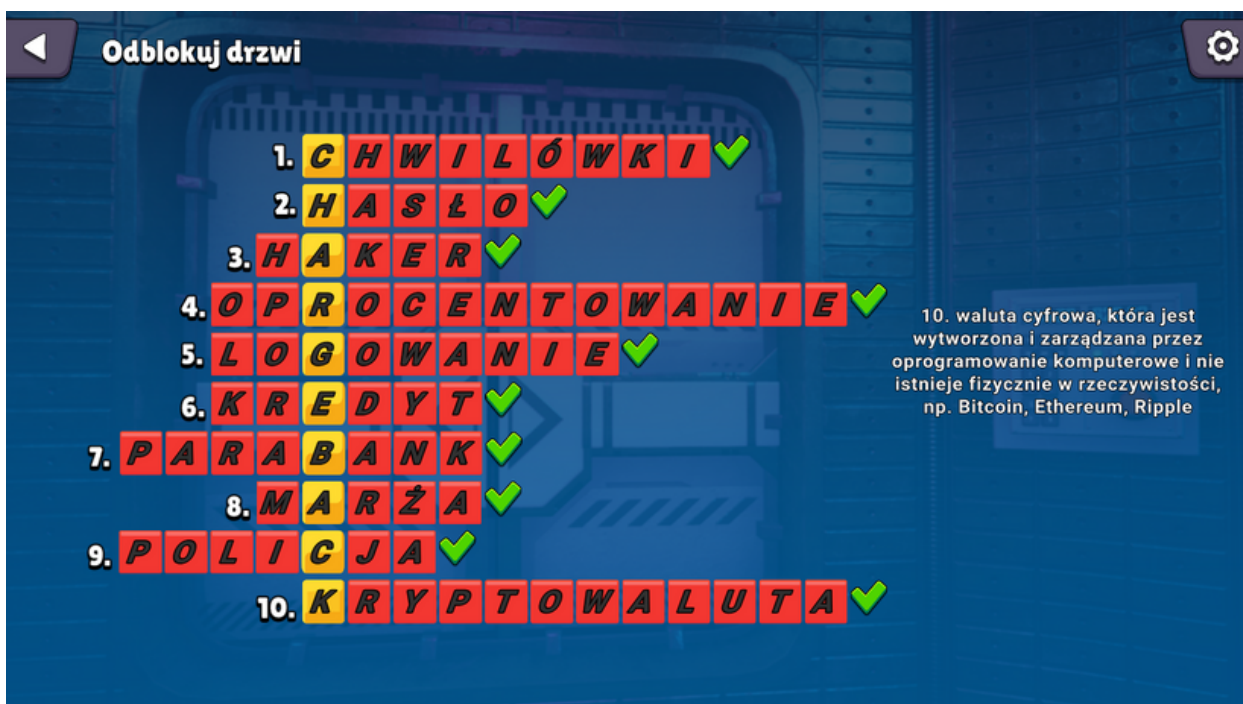 Odblokuj drzwi
1. CHWILÓWKI
2. HASŁO
3. HAKER
4. OPROCENTOWANIE
5. LOGOWANIE
6. KREDYT
7. PARABANK
8. MARŻA
9. POLICJA
10. KRYPTOWALUTA
10. waluta cyfrowa, która jest
wytworzona i zarządzana przez
oprogramowanie komputerowe i nie
istnieje fizycznie w rzeczywistości,
np. Bitcoin, Ethereum, Ripple